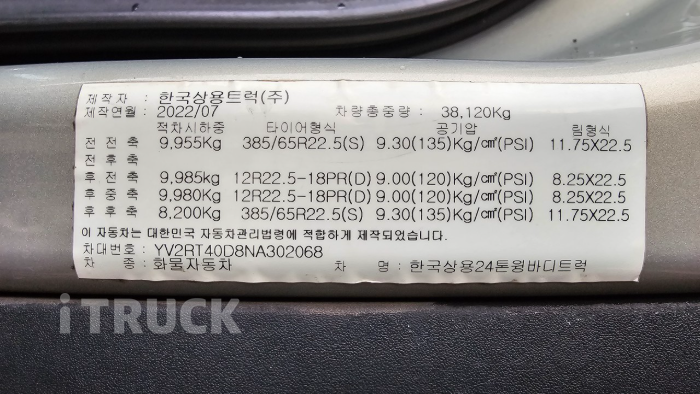 제작자 : 한국상용트럭(주)
제작연월 : 2022/07 차량총중량 : 38,120Kg
적차시하중 타이어형식 공기압 림형식
전전축 9,955Kg 385/65R22.5(S) 9.30(135)Kg/㎠(PSI) 11.75X22.5
전후축
후전축 9,985kg 12R22.5-18PR(D) 9.00(120)Kg/㎠(PSI) 8.25X22.5
후중축 9,980Kg 12R22.5-18PR(D) 9.00(120)Kg/㎠(PSI) 8.25X22.5
후후축 8,200Kg 385/65R22.5(S) 9.30(135)Kg/㎠(PSI) 11.75X22.5
이 자동차는 대한민국 자동차관리법령에 적합하게 제작되었습니다.
차대번호 : YV2RT40D8NA302068
차종 : 화물자동차 차명 : 한국상용24톤윙바디트럭
iTRUCK